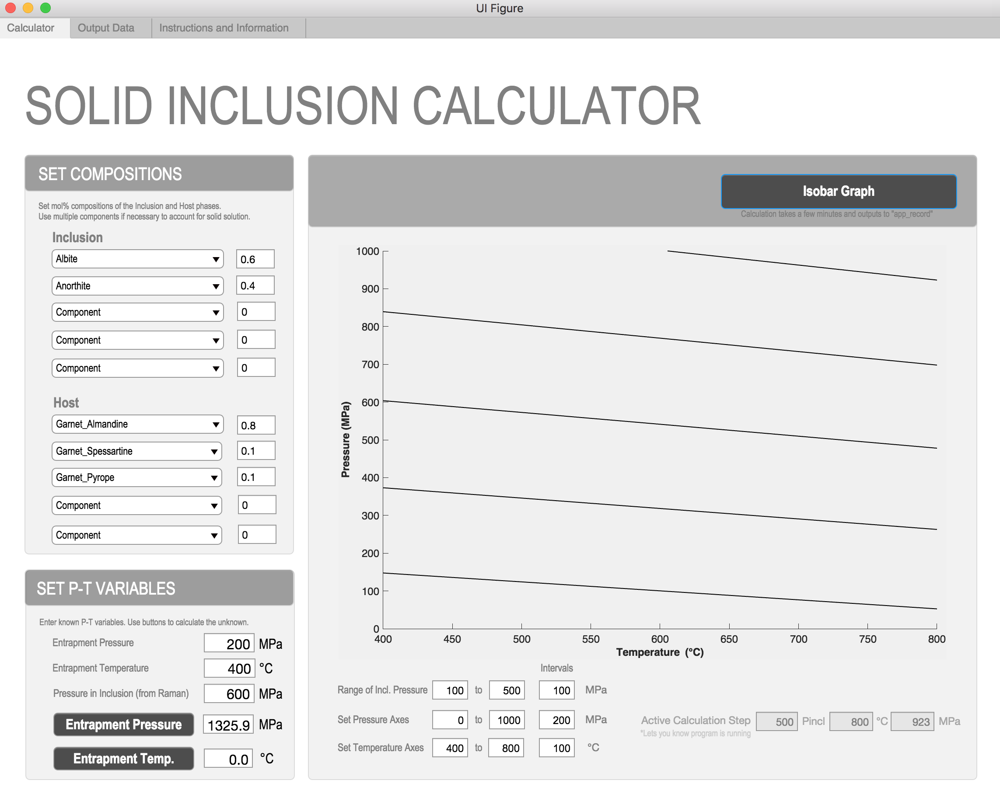 UI Figure
Calculator
Output Data
Instructions and Information
SOLID INCLUSION CALCULATOR
SET COMPOSITIONS
Set mol% compositions of the Inclusion and Host phases.
Use multiple components if necessary to account for solid solution.
Inclusion
Albite 0.6
Anorthite 0.4
Component 0
Component 0
Component 0
Host
Garnet_Almandine 0.8
Garnet_Spessartine 0.1
Garnet_Pyrope 0.1
Component 0
Component 0
SET P-T VARIABLES
Enter known P-T variables. Use buttons to calculate the unknown.
Entrapment Pressure 200 MPa
Entrapment Temperature 400 °C
Pressure in Inclusion (from Raman) 600 MPa
Entrapment Pressure 1325.9 MPa
Entrapment Temp. 0.0 °C
Isobar Graph
Calculation takes a few minutes and outputs to "app_record"
1000
900
800
700
600
500
400
300
200
100
0
Pressure (MPa)
400 450 500 550 600 650 700 750 800
Temperature (°C)
Intervals
Range of Incl. Pressure 100 to 500 100 MPa
Set Pressure Axes 0 to 1000 200 MPa
Set Temperature Axes 400 to 800 100 °C
Active Calculation Step 500 Pincl 800 °C 923 MPa
*Lets you know program is running